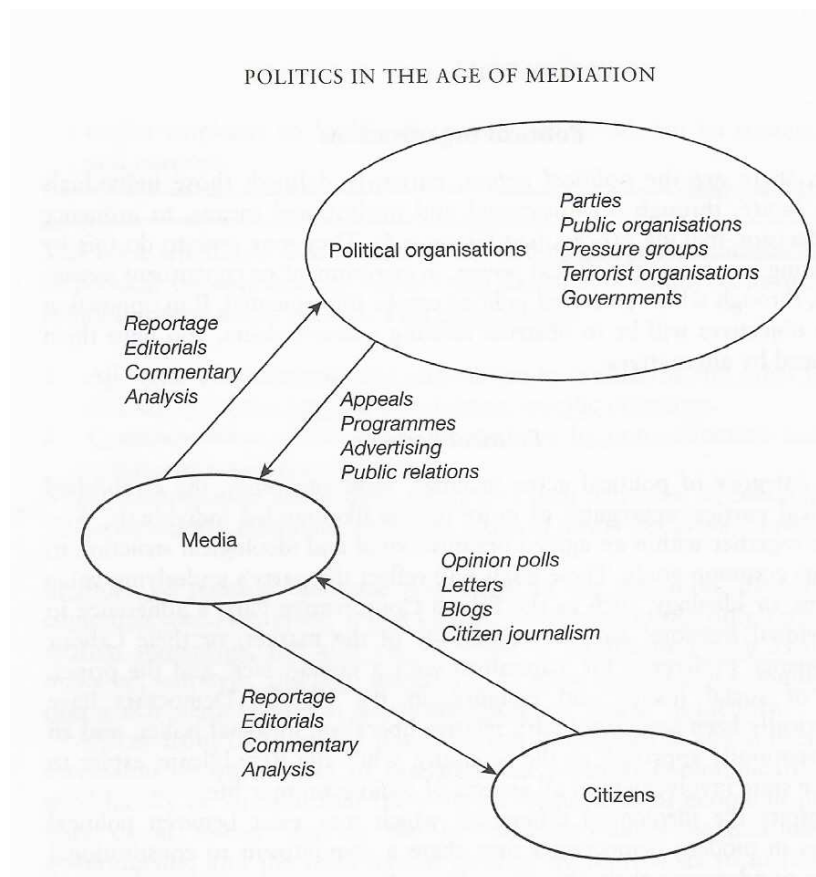 POLITICS IN THE AGE OF MEDIATION
Parties
Public organisations
Political organisations
Pressure groups
Terrorist organisations
Governments
Reportage
Editorials
Commentary
Analysis
Appeals
Programmes
Advertising
Public relations
Media
Opinion polls
Letters
Blogs
Citizen journalism
Reportage
Editorials
Commentary
Analysis
Citizens